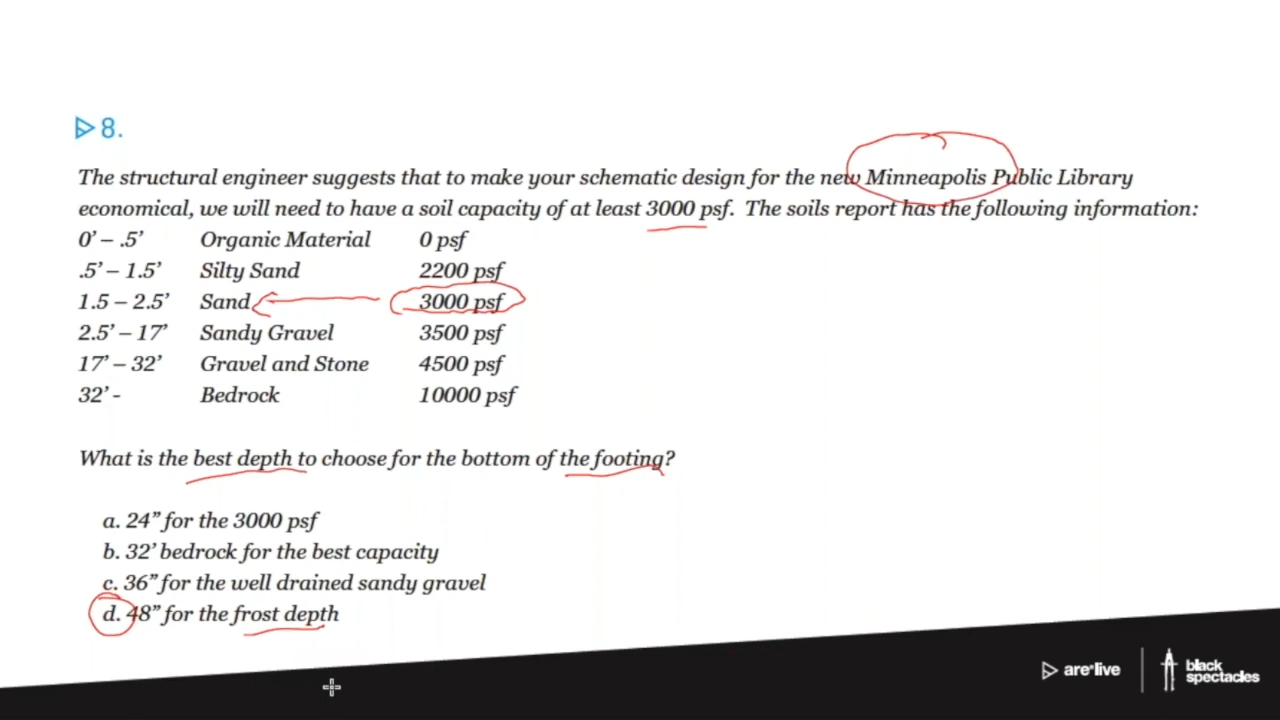 8.
The structural engineer suggests that to make your schematic design for the new Minneapolis Public Library
economical, we will need to have a soil capacity of at least 3000 psf. The soils report has the following information:
0’ – .5’ Organic Material 0 psf
.5’ – 1.5’ Silty Sand 2200 psf
1.5 – 2.5’ Sand 3000 psf
2.5’ – 17’ Sandy Gravel 3500 psf
17’ – 32’ Gravel and Stone 4500 psf
32’ - Bedrock 10000 psf
What is the best depth to choose for the bottom of the footing?
a. 24” for the 3000 psf
b. 32’ bedrock for the best capacity
c. 36” for the well drained sandy gravel
d. 48” for the frost depth
are*live
black
spectacles